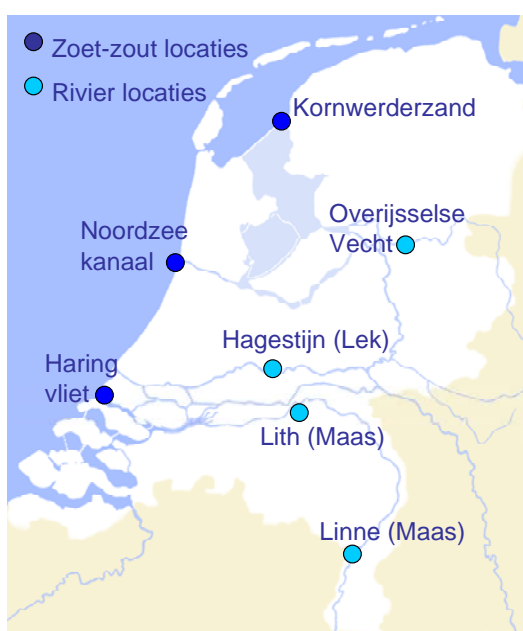 Zoet-zout locaties
Rivier locaties
Kornwerderzand
Overijsselse
Vecht
Noordzee
kanaal
Hagestijn (Lek)
Haring
vliet
Lith (Maas)
Linne (Maas)